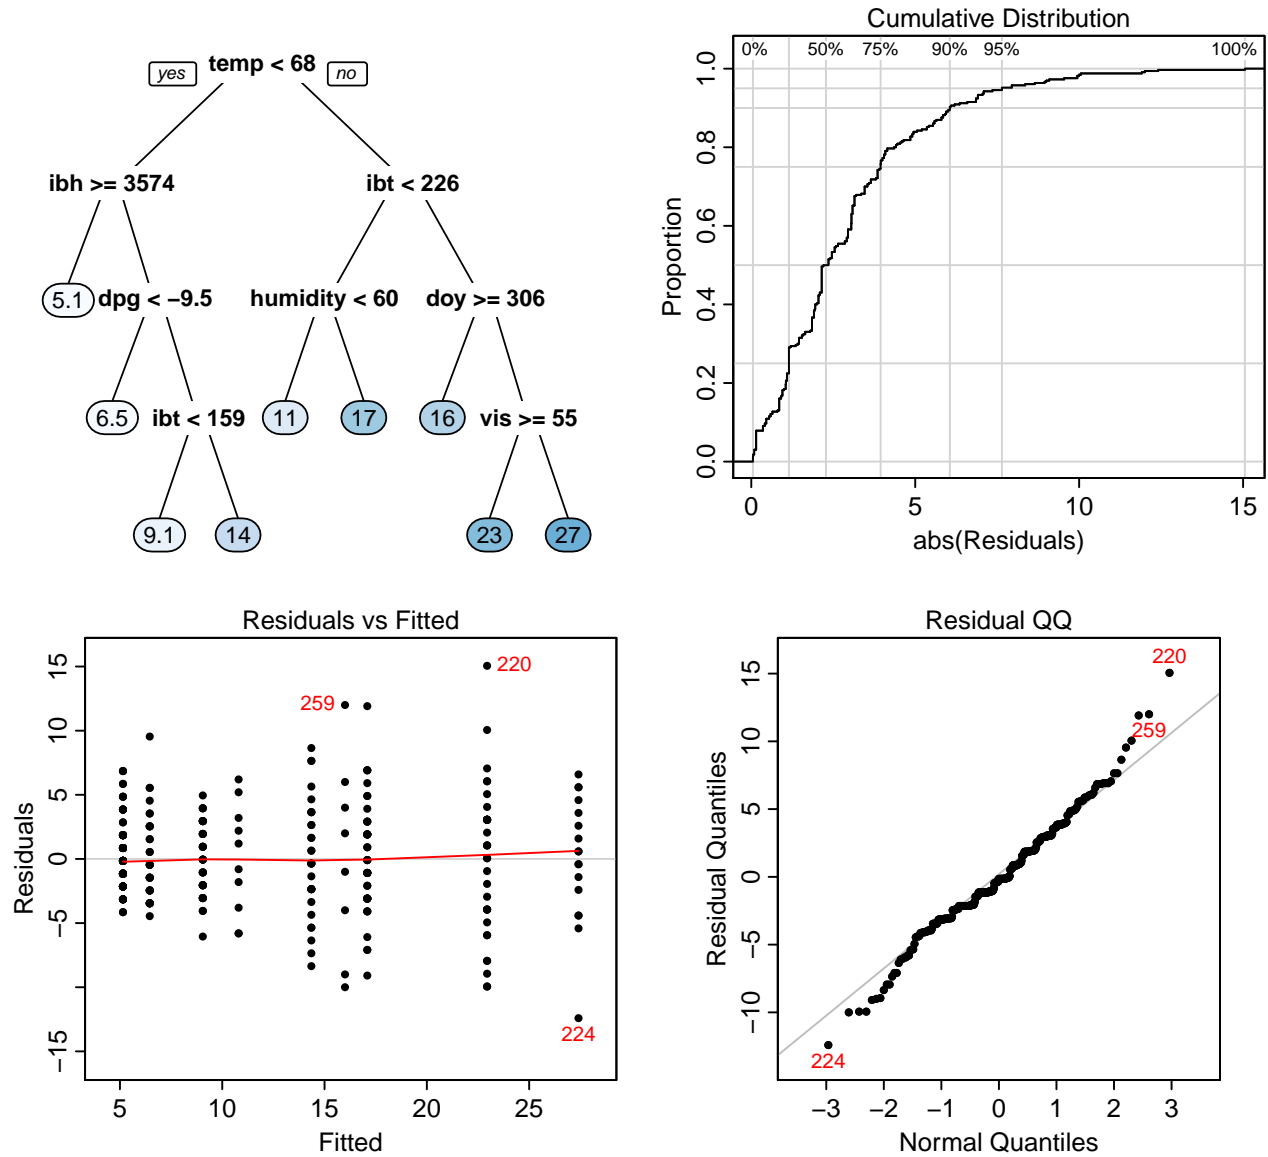 yes temp < 68 no
ibh >= 3574 ibt < 226
5.1 dpg < −9.5 humidity < 60 doy >= 306
6.5 ibt < 159 11 17 16 vis >= 55
9.1 14 23 27
Cumulative Distribution
0% 50% 75% 90% 95% 100%
1.0
0.8
0.6
0.4
0.2
0.0
Proportion
0 5 10 15
abs(Residuals)
Residuals vs Fitted
15
10
5
0
−5
−15
Residuals
220
259
224
5 10 15 20 25
Fitted
Residual QQ
15
10
5
0
−5
−10
Residual Quantiles
220
259
224
−3 −2 −1 0 1 2 3
Normal Quantiles